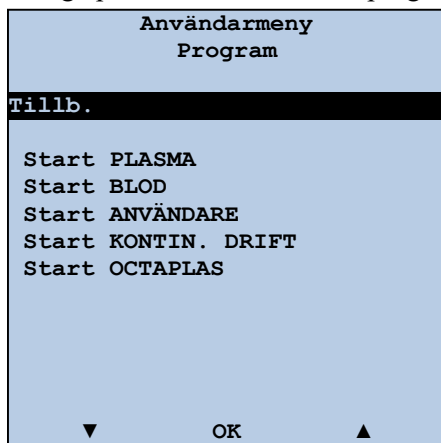 Användarmeny
Program
Tillb.
Start PLASMA
Start BLOD
Start ANVÄNDARE
Start KONTIN. DRIFT
Start OCTAPLAS
▼ OK ▲